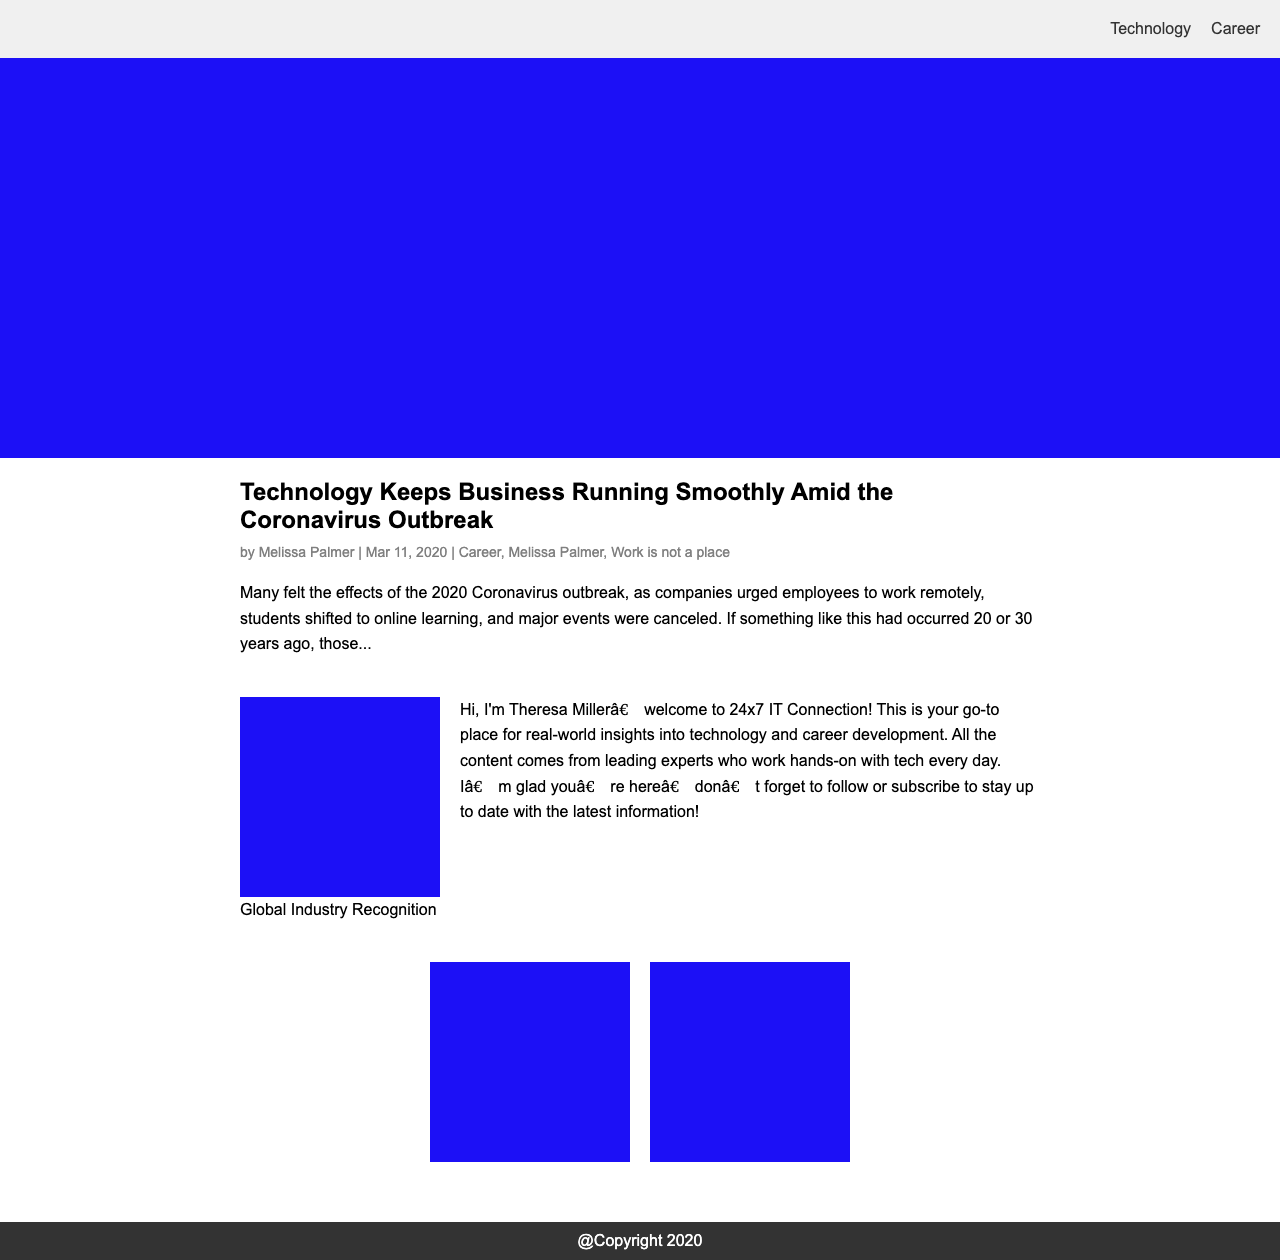 Technology Career
Technology Keeps Business Running Smoothly Amid the
Coronavirus Outbreak
by Melissa Palmer | Mar 11, 2020 | Career, Melissa Palmer, Work is not a place
Many felt the effects of the 2020 Coronavirus outbreak, as companies urged employees to work remotely,
students shifted to online learning, and major events were canceled. If something like this had occurred 20 or 30
years ago, those...
Hi, I'm Theresa Millerâ€ welcome to 24x7 IT Connection! This is your go-to
place for real-world insights into technology and career development. All the
content comes from leading experts who work hands-on with tech every day.
Iâ€ m glad youâ€ re hereâ€ donâ€ t forget to follow or subscribe to stay up
to date with the latest information!
Global Industry Recognition
@Copyright 2020